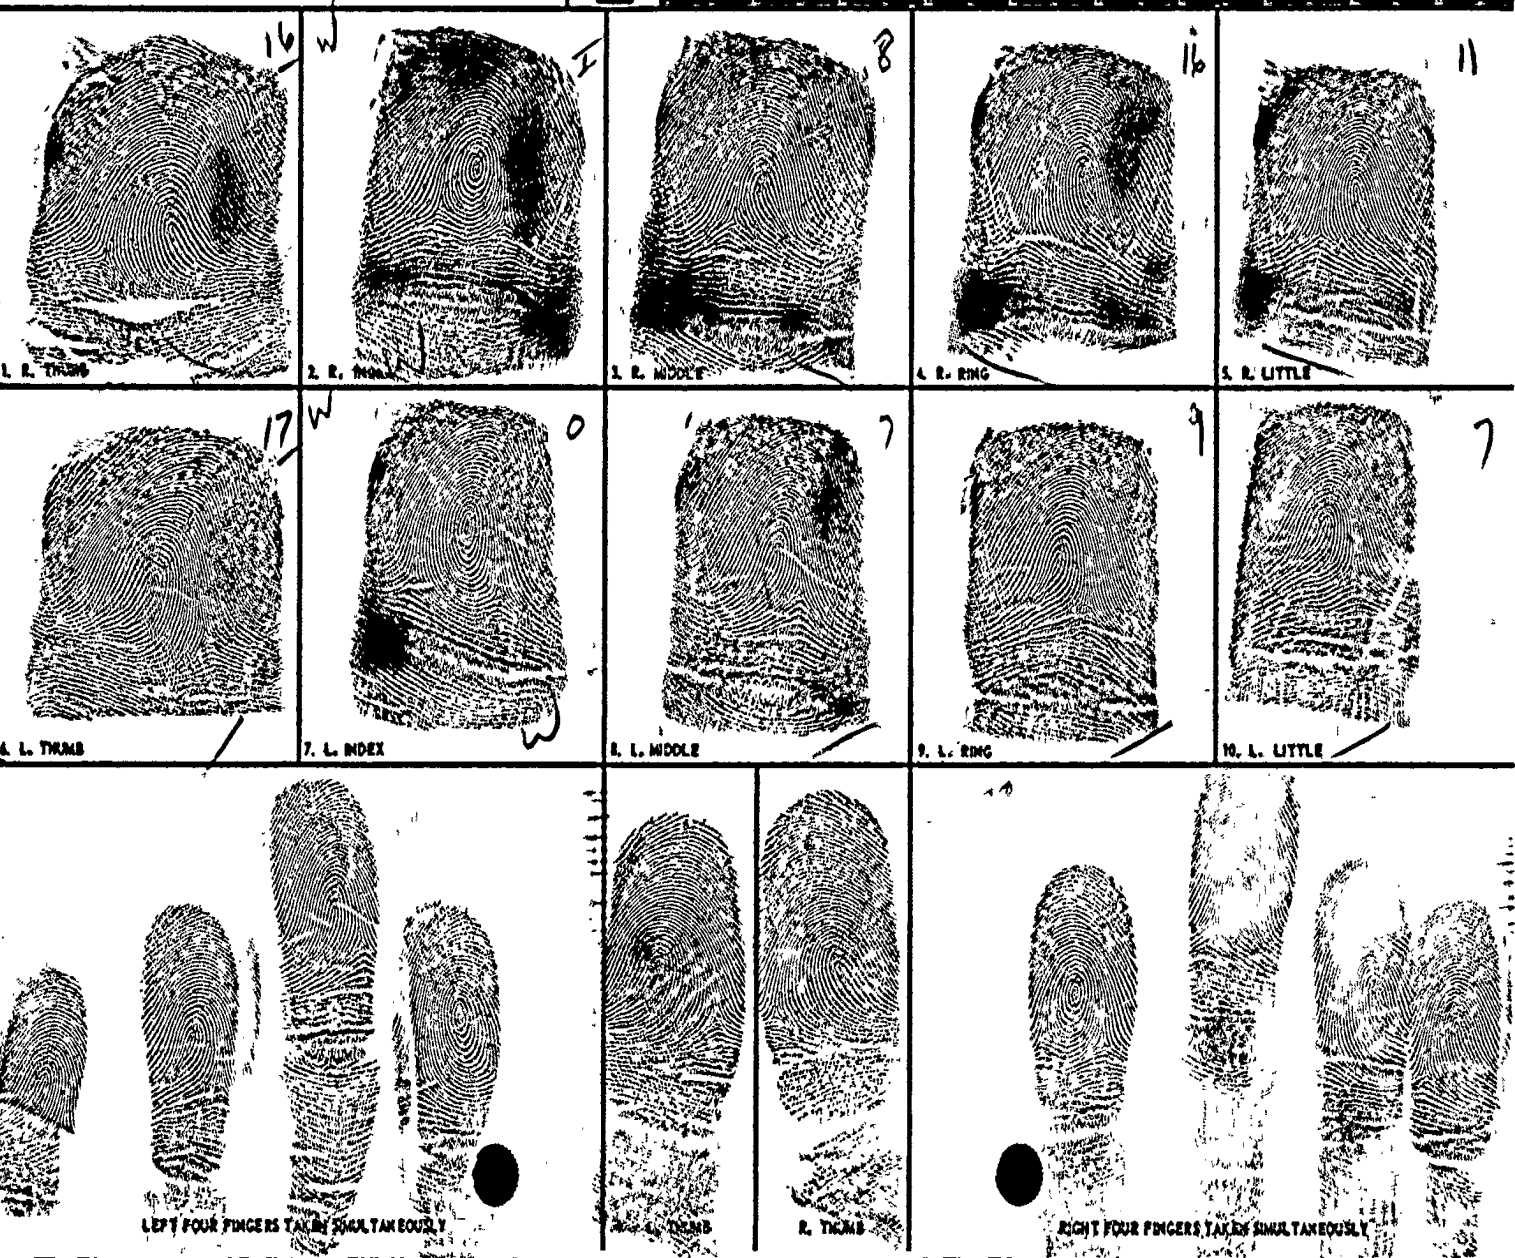 16 W I 8 16 11
1. R. THUMB 2. R. INDEX 3. R. MIDDLE 4. R. RING 5. R. LITTLE
17 W 0 7 9 7
W
6. L. THUMB 7. L. INDEX 8. L. MIDDLE 9. L. RING 10. L. LITTLE
LEFT FOUR FINGERS TAKEN SIMULTANEOUSLY L. THUMB R. THUMB RIGHT FOUR FINGERS TAKEN SIMULTANEOUSLY